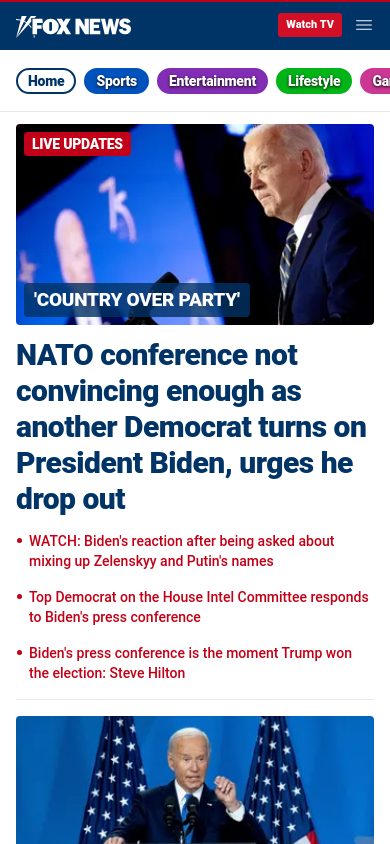 FOX NEWS
Watch TV
Home
Sports
Entertainment
Lifestyle
LIVE UPDATES
'COUNTRY OVER PARTY'
NATO conference not
convincing enough as
another Democrat turns on
President Biden, urges he
drop out
• WATCH: Biden's reaction after being asked about
mixing up Zelenskyy and Putin's names
• Top Democrat on the House Intel Committee responds
to Biden's press conference
• Biden's press conference is the moment Trump won
the election: Steve Hilton